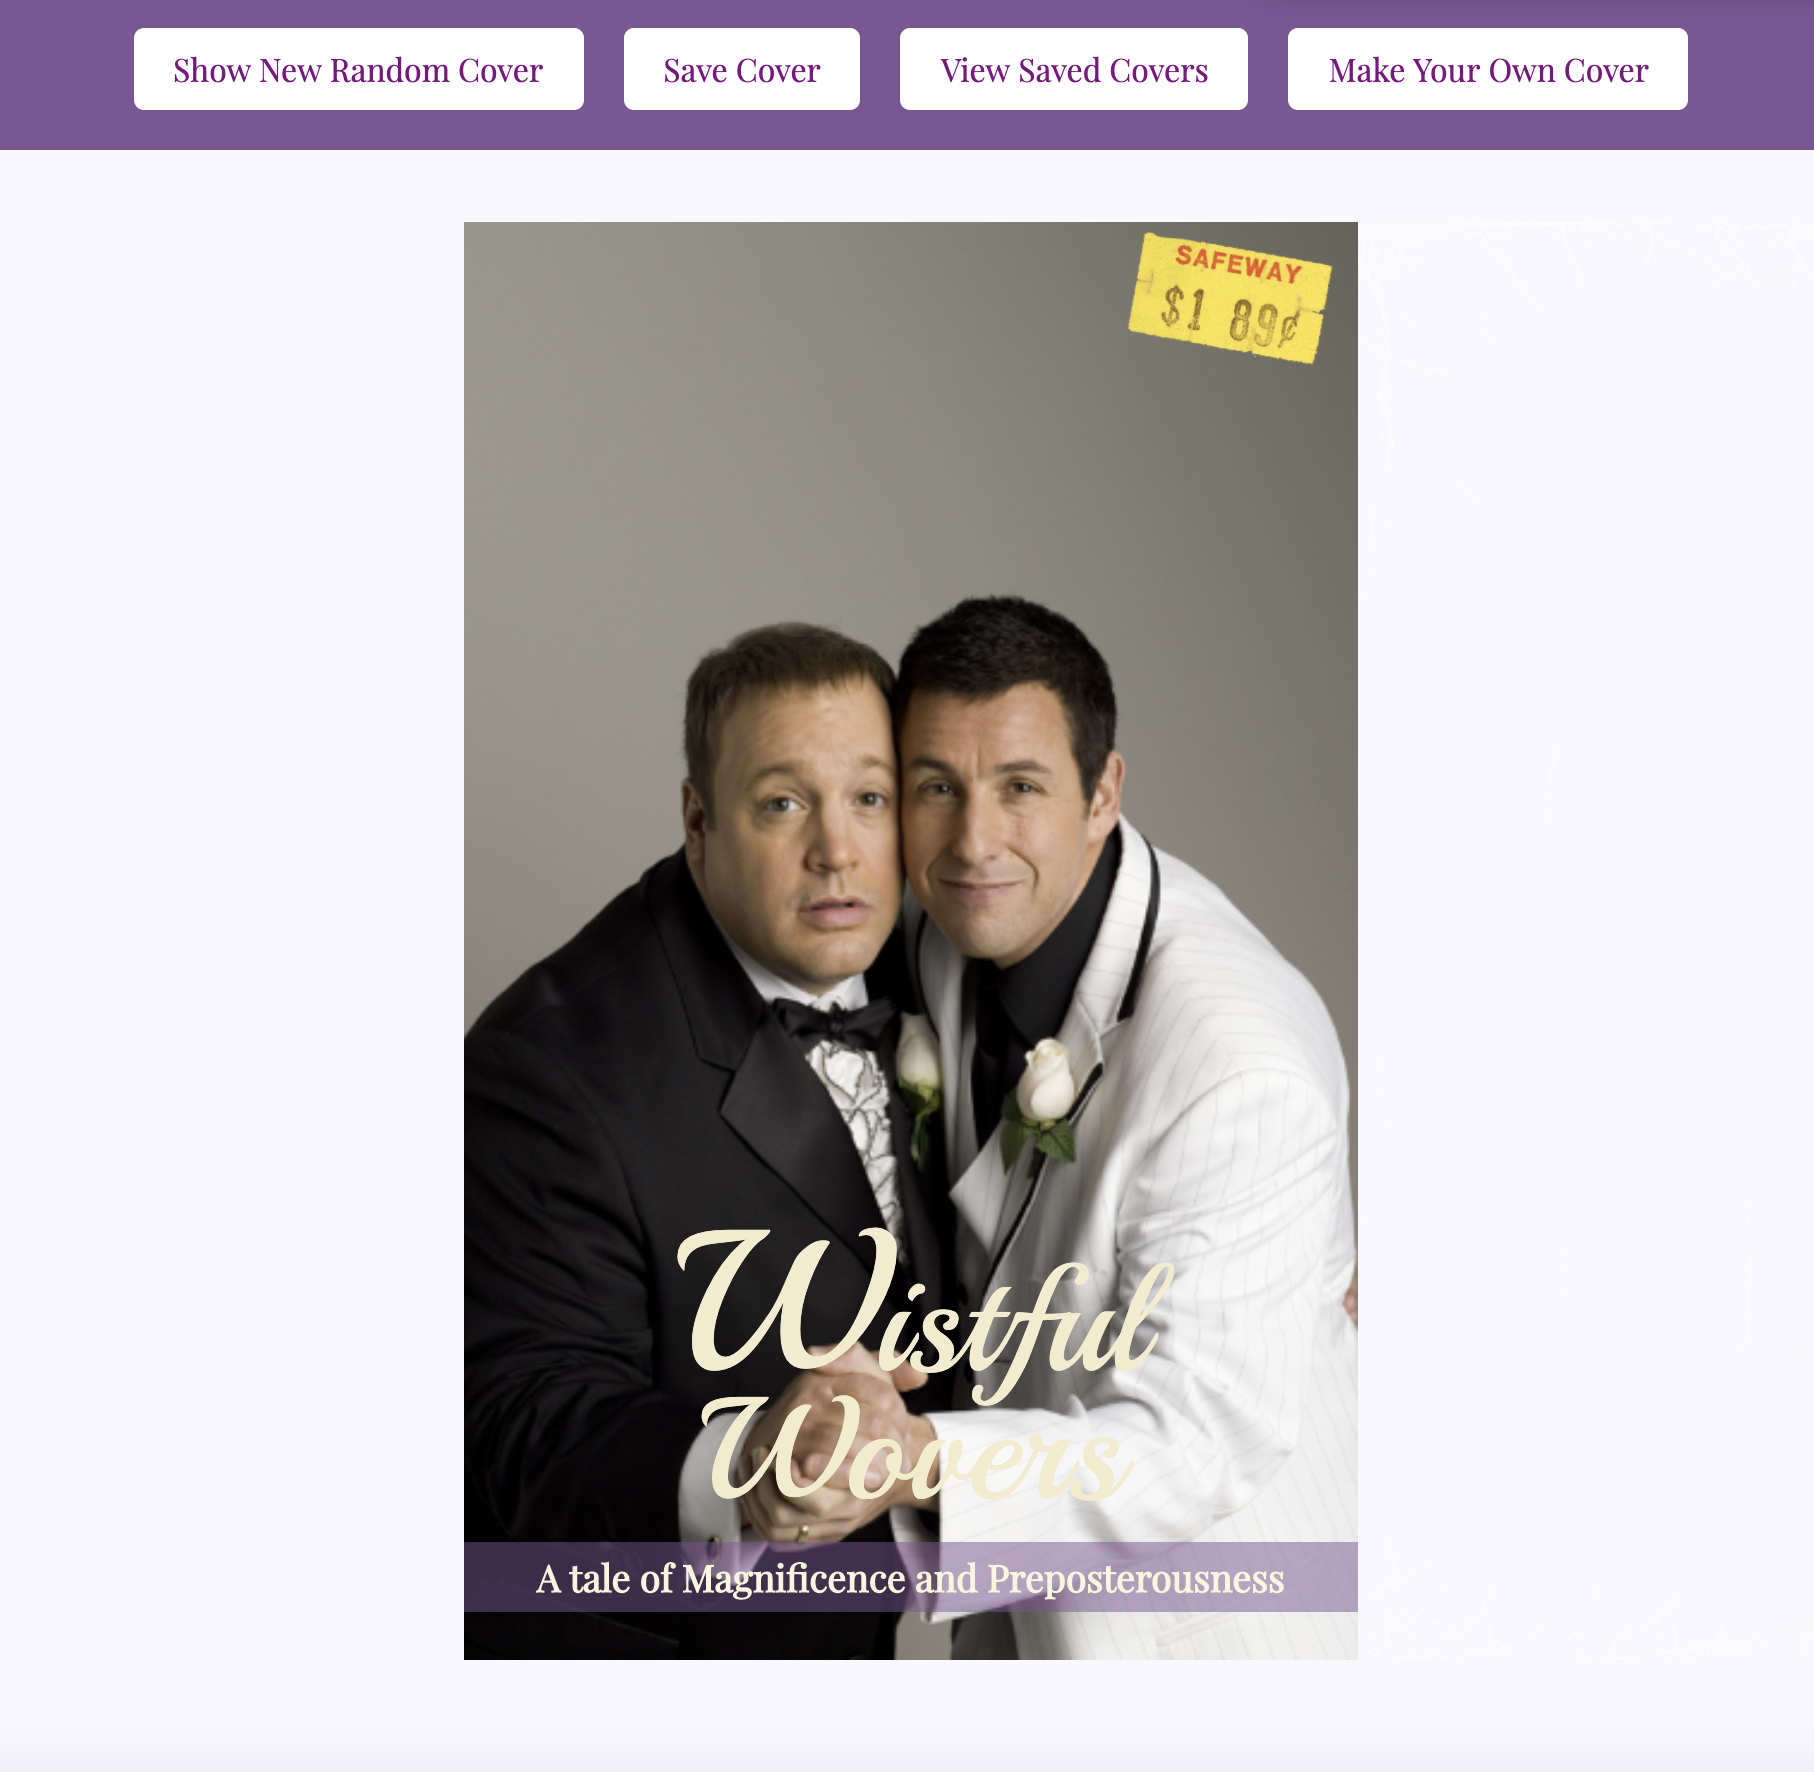 Show New Random Cover
Save Cover
View Saved Covers
Make Your Own Cover
SAFEWAY
$1 89¢
Wistful
Wovers
A tale of Magnificence and Preposterousness